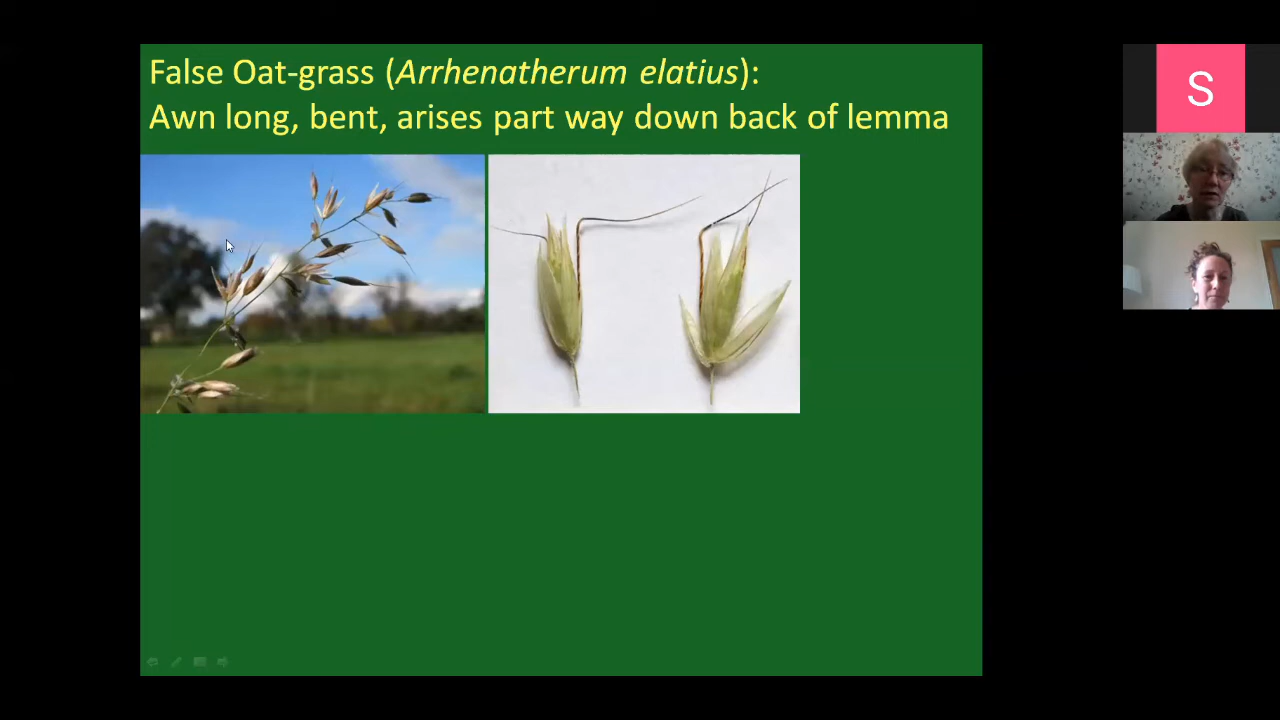 False Oat-grass (Arrhenatherum elatius):
Awn long, bent, arises part way down back of lemma
S